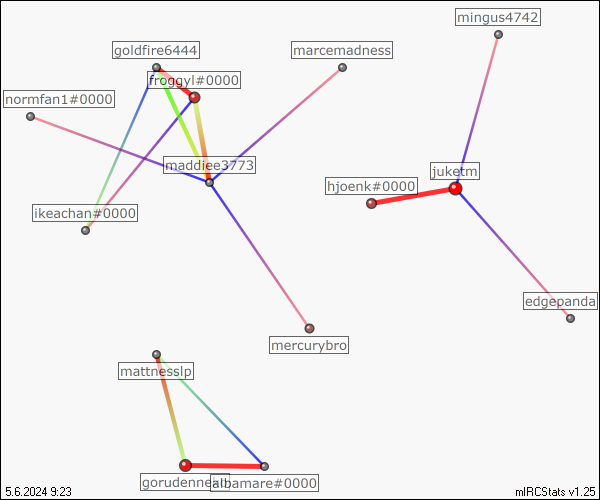 mingus4742
goldfire6444
marcemadness
froggyl#0000
normfan1#0000
maddiee3773
juketm
hjoenk#0000
ikeachan#0000
edgepanda
mercurybro
mattnesslp
albamare#0000
5.6.2024 9:23
mIRCStats v1.25